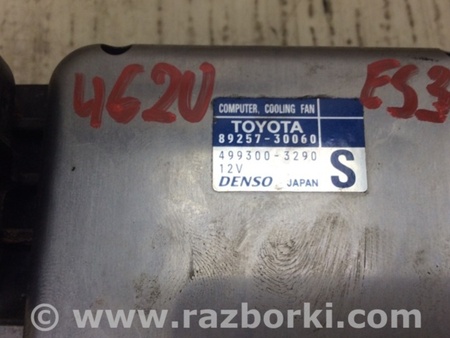 462U ES3
COMPUTER, COOLING FAN
TOYOTA
89257-30060
499300-3290
12V
DENSO JAPAN S
www.razborki.com